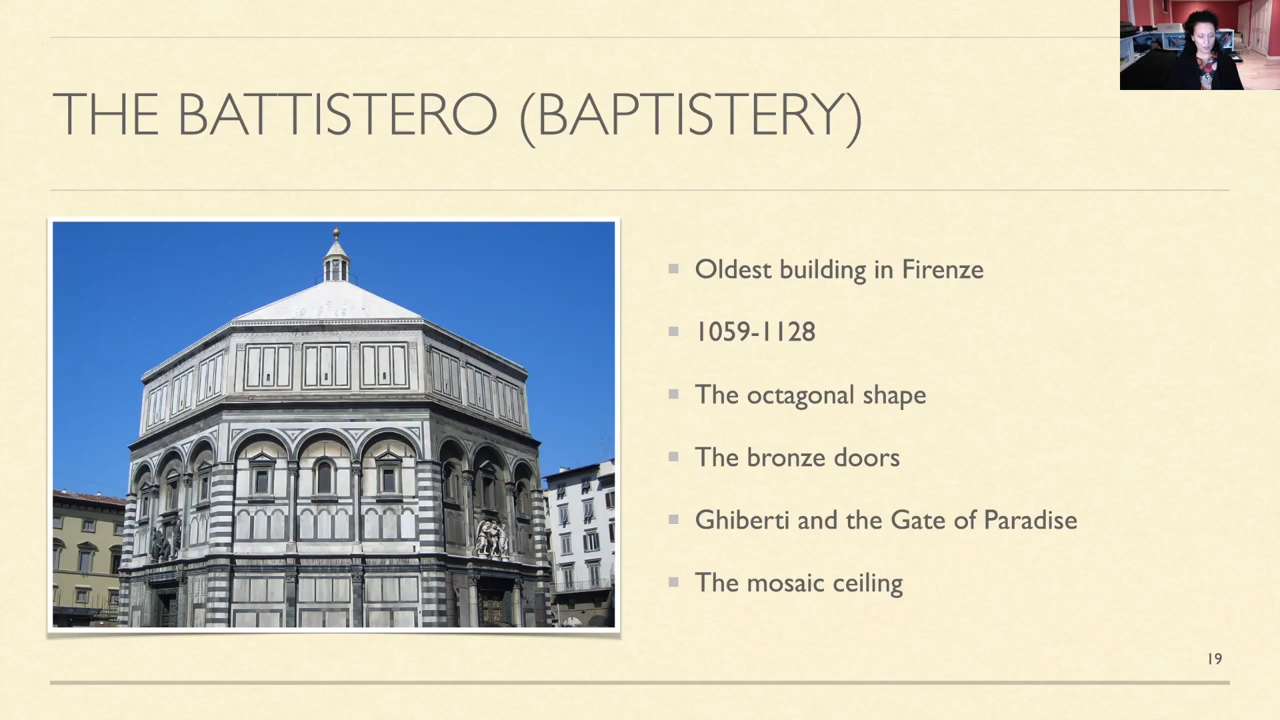 THE BATTISTERO (BAPTISTERY)
Oldest building in Firenze
1059-1128
The octagonal shape
The bronze doors
Ghiberti and the Gate of Paradise
The mosaic ceiling
19